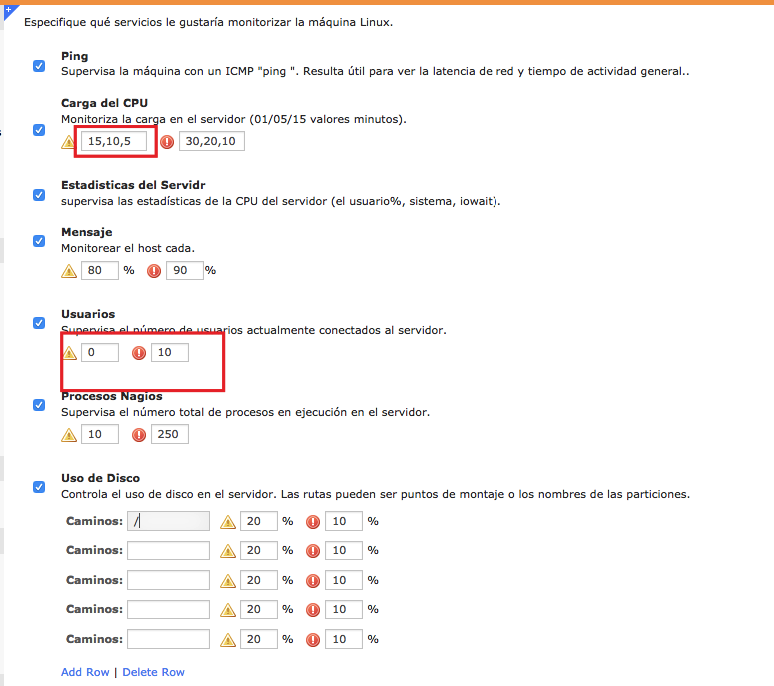 Especifique qué servicios le gustaría monitorizar la máquina Linux.
Ping
Supervisa la máquina con un ICMP "ping ". Resulta útil para ver la latencia de red y tiempo de actividad general..
Carga del CPU
Monitoriza la carga en el servidor (01/05/15 valores minutos).
15,10,5 30,20,10
Estadisticas del Servidr
supervisa las estadísticas de la CPU del servidor (el usuario%, sistema, iowait).
Mensaje
Monitorear el host cada.
80 % 90 %
Usuarios
Supervisa el número de usuarios actualmente conectados al servidor.
0 10
Procesos Nagios
Supervisa el número total de procesos en ejecución en el servidor.
10 250
Uso de Disco
Controla el uso de disco en el servidor. Las rutas pueden ser puntos de montaje o los nombres de las particiones.
Caminos: / 20 % 10 %
Caminos: 20 % 10 %
Caminos: 20 % 10 %
Caminos: 20 % 10 %
Caminos: 20 % 10 %
Add Row | Delete Row